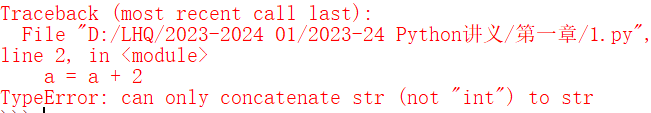 Traceback (most recent call last):
  File "D:/LHQ/2023-2024 01/2023-24 Python讲义/第一章/1.py",
line 2, in <module>
    a = a + 2
TypeError: can only concatenate str (not "int") to str